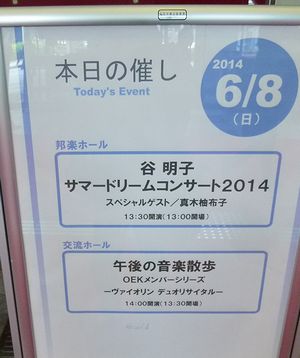 本日の催し
Today's Event
2014
6/8
(日)
邦楽ホール
谷 明子
サマードリームコンサート2014
スペシャルゲスト／真木柚布子
13:30開演(13:00開場)
交流ホール
午後の音楽散歩
OEKメンバーシリーズ
ーヴァイオリン デュオリサイタルー
14:00開演(13:30開場)